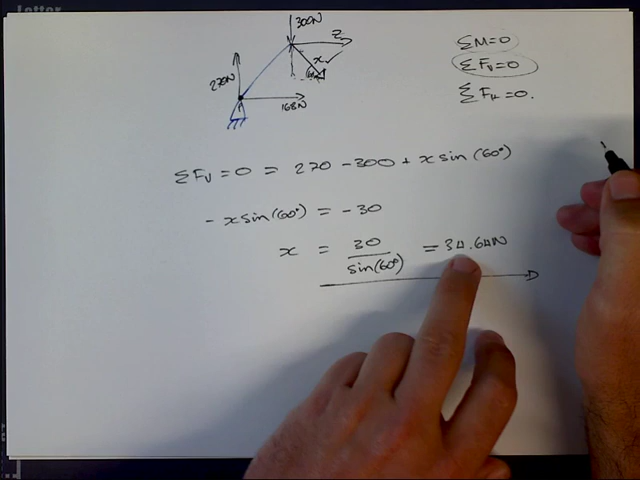 300N
z
x
60°
270N
168N
ΣM=0
ΣFv=0
ΣFH=0.
ΣFv=0 = 270 -300 + x sin(60°)
- x sin(60°) = -30
x = 30 / sin(60°) = 34.64N